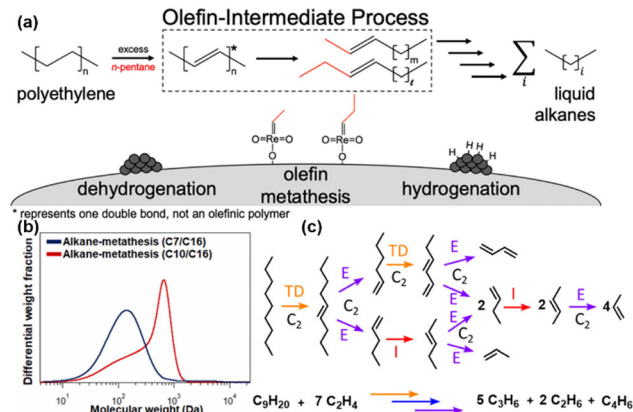 (a)
Olefin-Intermediate Process
excess
n-pentane
n
*
n
m
t
i
i
polyethylene
liquid
alkanes
O=Re=O
O
O=Re=O
O
H H H H
dehydrogenation
olefin
metathesis
hydrogenation
* represents one double bond, not an olefinic polymer
(b)
Alkane-metathesis (C7/C16)
Alkane-metathesis (C10/C16)
Differential weight fraction
10¹ 10² 10³ 10⁴
Molecular weight (Da)
(c)
TD
C₂
E
C₂
E
TD
C₂
I
E
C₂
E
E
C₂
E
2
I
2
E
C₂
4
C₉H₂₀ + 7 C₂H₄
5 C₃H₆ + 2 C₂H₆ + C₄H₆